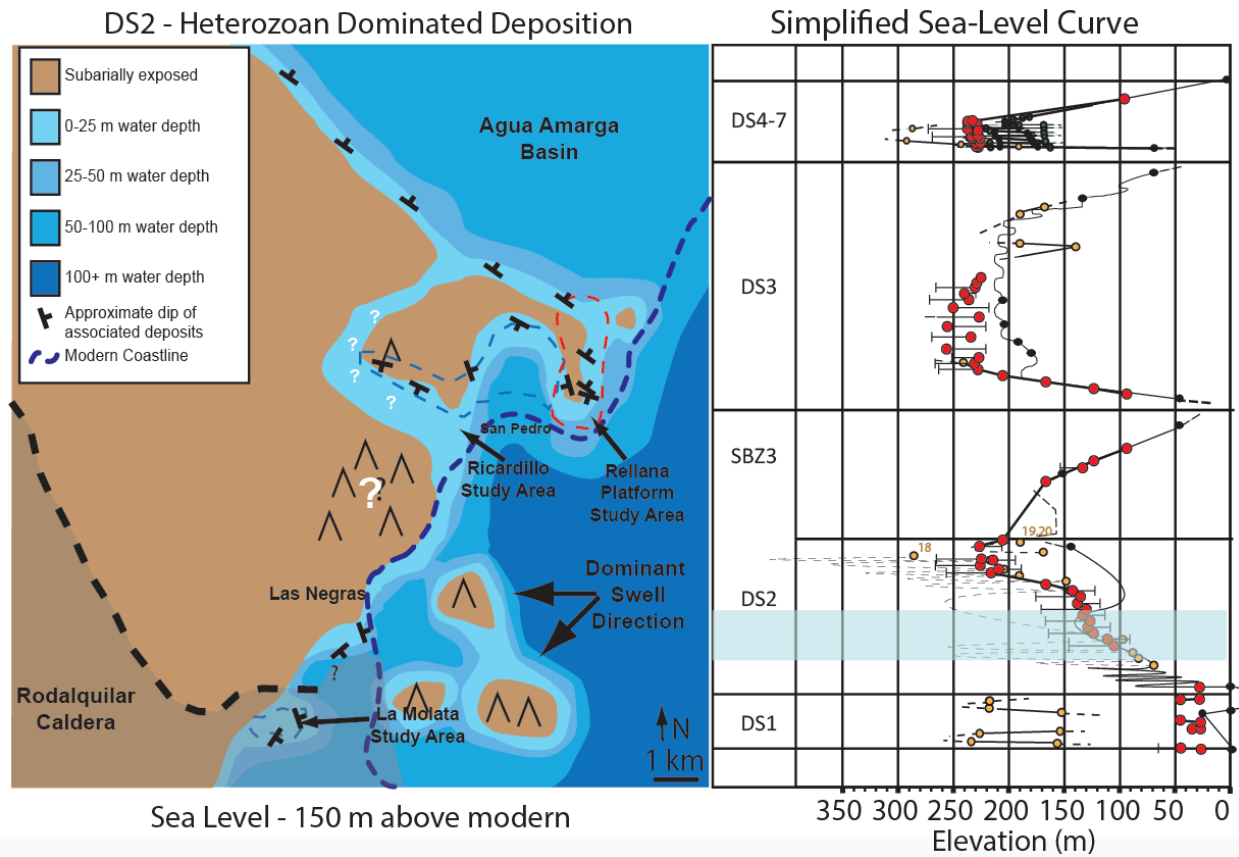 DS2 - Heterozoan Dominated Deposition
Subarially exposed
0-25 m water depth
25-50 m water depth
50-100 m water depth
100+ m water depth
Approximate dip of
associated deposits
Modern Coastline
Agua Amarga
Basin
?
?
?
?
San Pedro
Ricardillo
Study Area
Rellana
Platform
Study Area
?
?
Las Negras
Dominant
Swell
Direction
?
Rodalquilar
Caldera
La Molata
Study Area
N
1 km
Sea Level - 150 m above modern
Simplified Sea-Level Curve
DS4-7
DS3
SBZ3
18
19,20
DS2
DS1
350 300 250 200 150 100 50 0
Elevation (m)